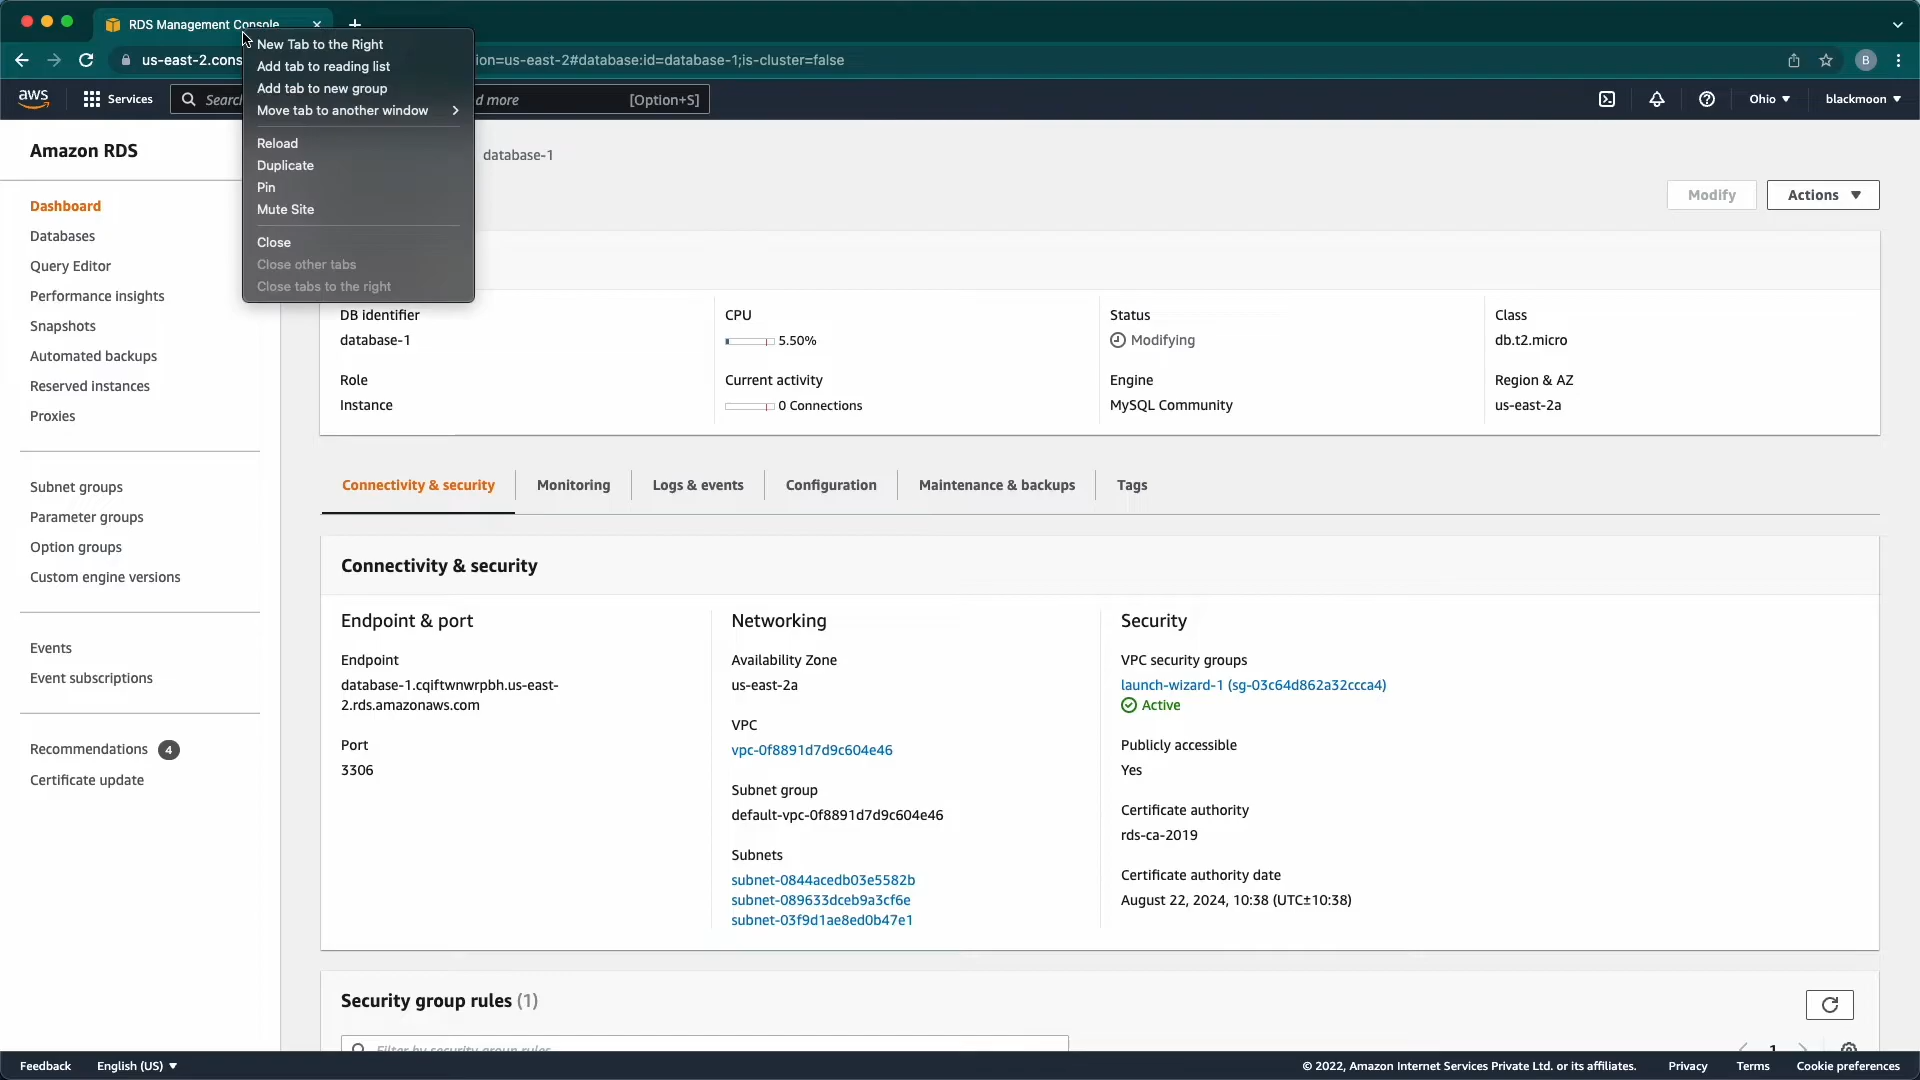 RDS Management Console
us-east-2.cons
ion=us-east-2#database:id=database-1;is-cluster=false
B
New Tab to the Right
Add tab to reading list
Add tab to new group
Move tab to another window
Reload
Duplicate
Pin
Mute Site
Close
Close other tabs
Close tabs to the right
aws
Services
Search
d more
[Option+S]
Ohio
blackmoon
Amazon RDS
Dashboard
Databases
Query Editor
Performance insights
Snapshots
Automated backups
Reserved instances
Proxies
Subnet groups
Parameter groups
Option groups
Custom engine versions
Events
Event subscriptions
Recommendations 4
Certificate update
database-1
Modify
Actions
DB identifier
database-1
CPU
5.50%
Status
Modifying
Class
db.t2.micro
Role
Instance
Current activity
0 Connections
Engine
MySQL Community
Region & AZ
us-east-2a
Connectivity & security
Monitoring
Logs & events
Configuration
Maintenance & backups
Tags
Connectivity & security
Endpoint & port
Endpoint
database-1.cqiftwnwrpbh.us-east-
2.rds.amazonaws.com
Port
3306
Networking
Availability Zone
us-east-2a
VPC
vpc-0f8891d7d9c604e46
Subnet group
default-vpc-0f8891d7d9c604e46
Subnets
subnet-0844acedb03e5582b
subnet-089633dceb9a3cf6e
subnet-03f9d1ae8ed0b47e1
Security
VPC security groups
launch-wizard-1 (sg-03c64d862a32ccca4)
Active
Publicly accessible
Yes
Certificate authority
rds-ca-2019
Certificate authority date
August 22, 2024, 10:38 (UTC±10:38)
Security group rules (1)
Filter by security group rules
1
Feedback
English (US)
© 2022, Amazon Internet Services Private Ltd. or its affiliates.
Privacy
Terms
Cookie preferences